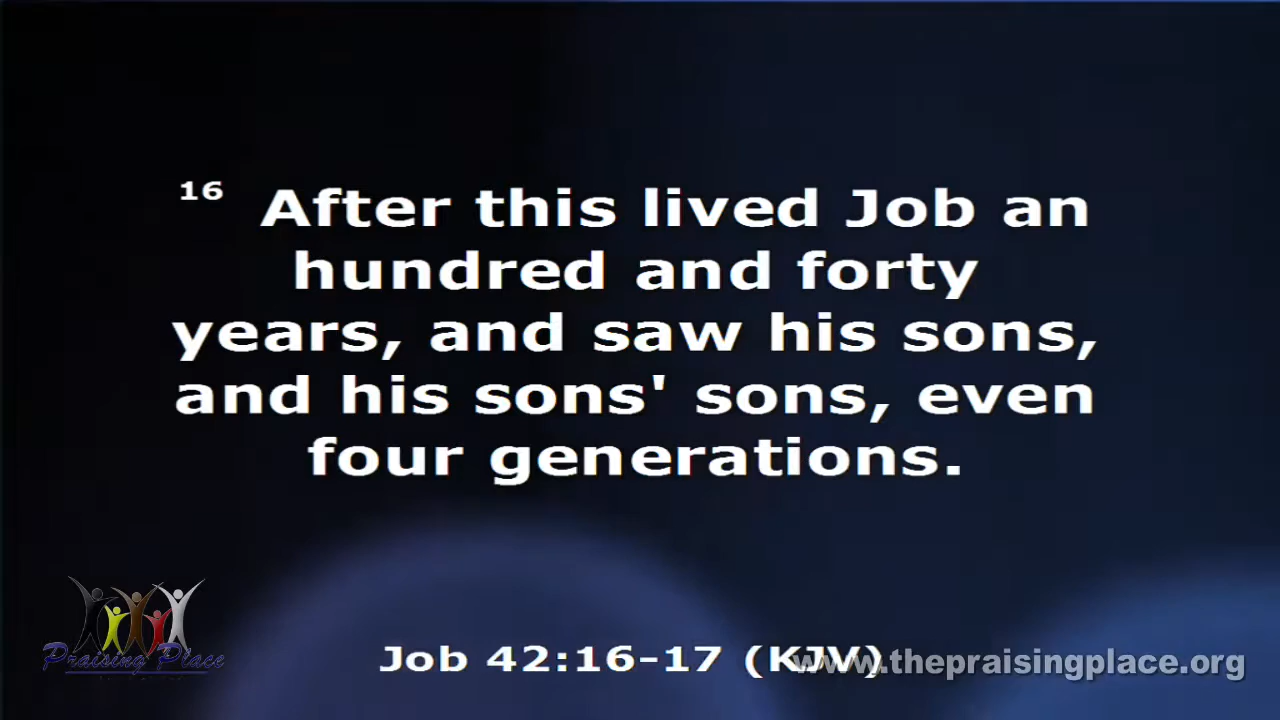 16 After this lived Job an
hundred and forty
years, and saw his sons,
and his sons' sons, even
four generations.
Praising Place
Job 42:16-17 (KJV)
www.thepraisingplace.org